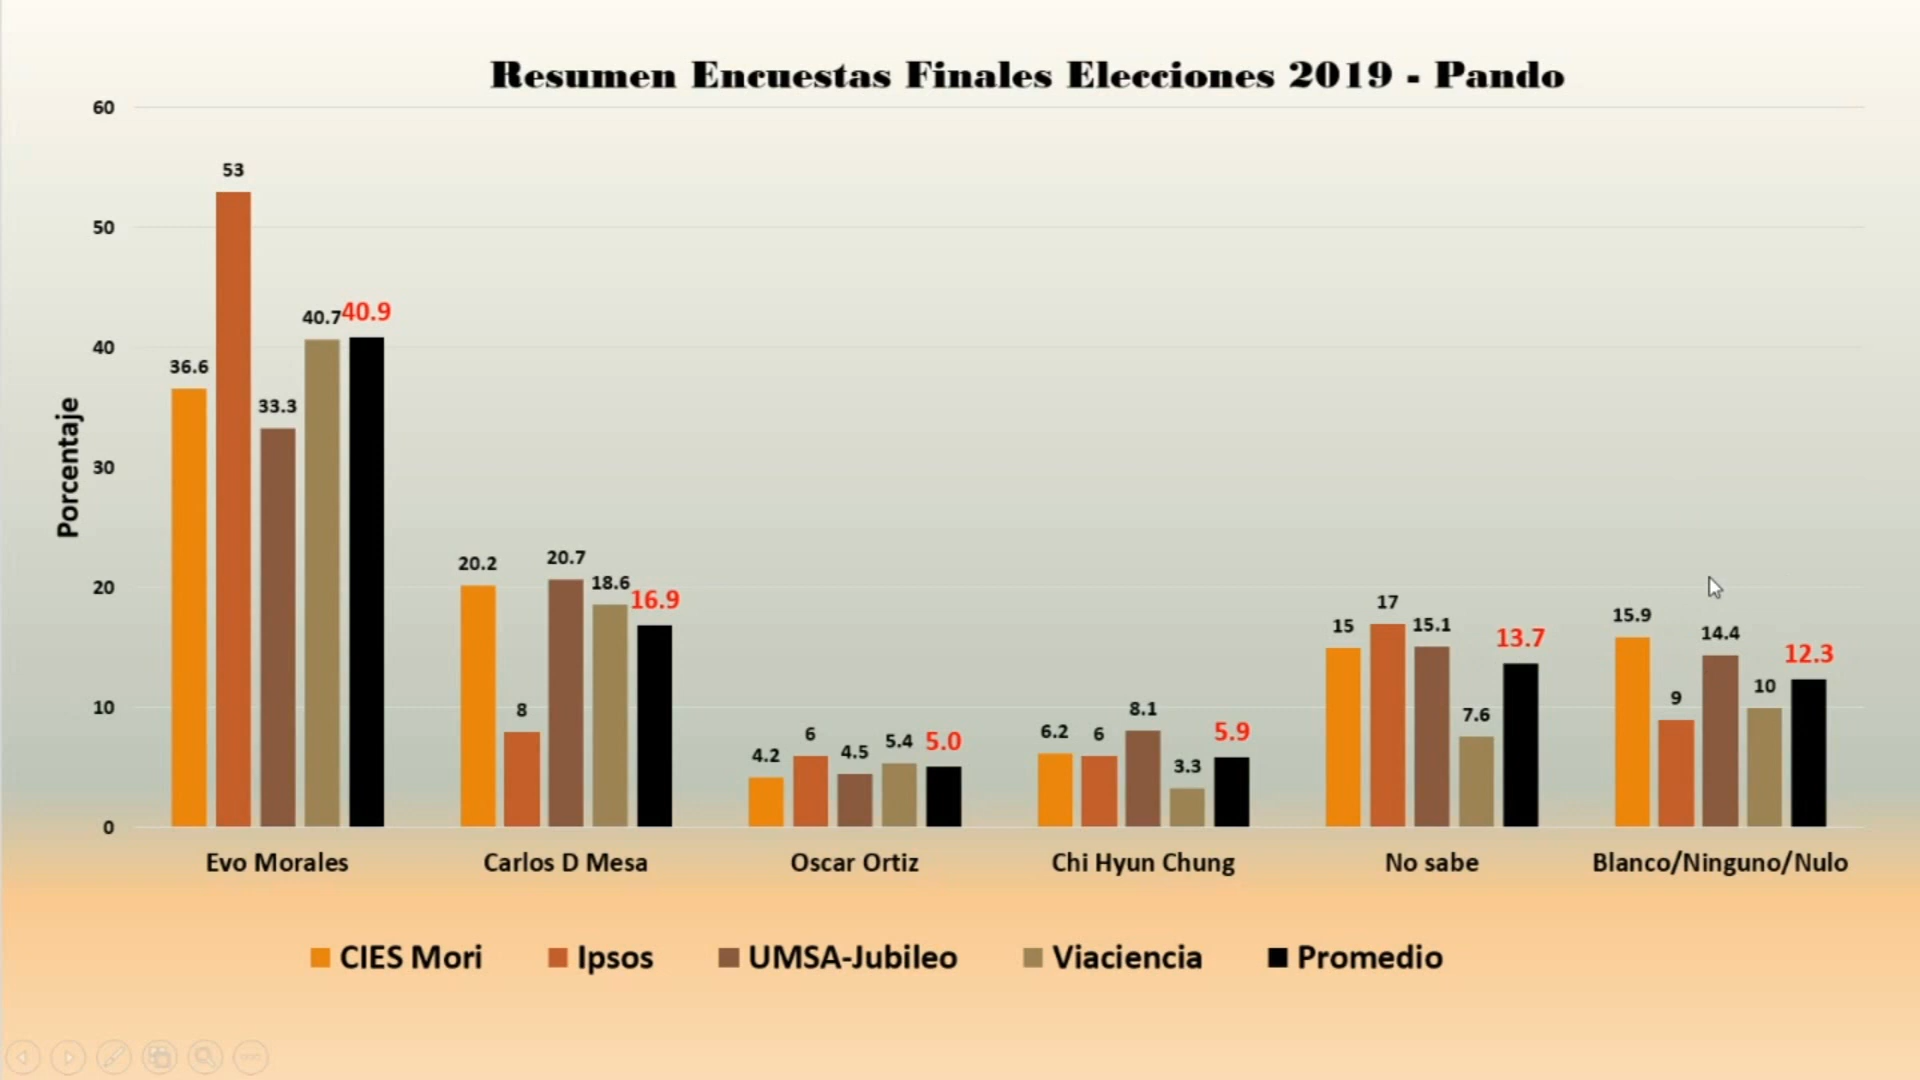 Resumen Encuestas Finales Elecciones 2019 - Pando
Porcentaje
60
50
40
30
20
10
0
36.6
53
33.3
40.7
40.9
20.2
8
20.7
18.6
16.9
4.2
6
4.5
5.4
5.0
6.2
6
8.1
3.3
5.9
15
17
15.1
7.6
13.7
15.9
9
14.4
10
12.3
Evo Morales
Carlos D Mesa
Oscar Ortiz
Chi Hyun Chung
No sabe
Blanco/Ninguno/Nulo
CIES Mori
Ipsos
UMSA-Jubileo
Viaciencia
Promedio